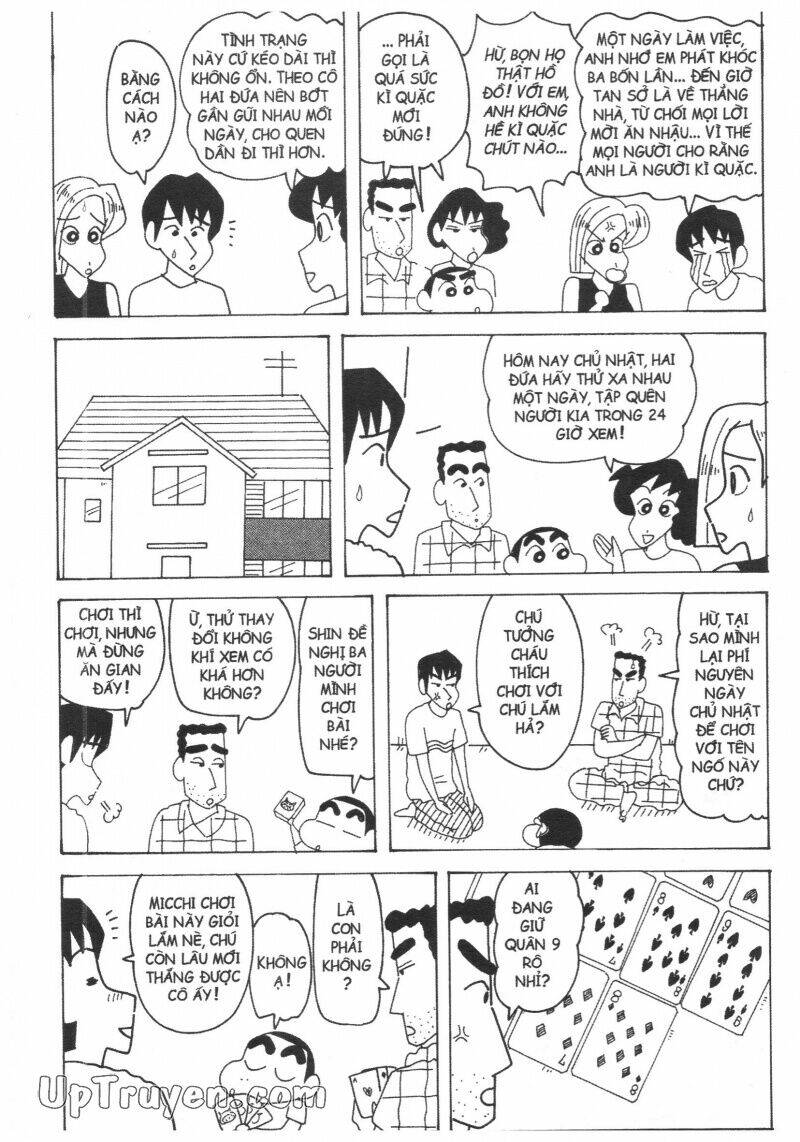 MỘT NGÀY LÀM VIỆC,
ANH NHỚ EM PHÁT KHÓC
BA BỐN LẦN... ĐẾN GIỜ
TAN SỞ LÀ VỀ THẲNG
NHÀ, TỪ CHỐI MỌI LỜI
MỜI ĂN NHẬU... VÌ THẾ
MỌI NGƯỜI CHO RẰNG
ANH LÀ NGƯỜI KÌ QUẶC.
HỪ, BỌN HỌ
THẬT HỒ
ĐỒ! VỚI EM,
ANH KHÔNG
HỀ KÌ QUẶC
CHÚT NÀO...
... PHẢI
GỌI LÀ
QUÁ SỨC
KÌ QUẶC
MỚI
ĐÚNG!
TÌNH TRẠNG
NÀY CỨ KÉO DÀI THÌ
KHÔNG ỔN. THEO CÔ
HAI ĐỨA NÊN BỚT
GẦN GŨI NHAU MỖI
NGÀY, CHO QUEN
DẦN ĐI THÌ HƠN.
BẰNG
CÁCH
NÀO
Ạ?
HÔM NAY CHỦ NHẬT, HAI
ĐỨA HÃY THỬ XA NHAU
MỘT NGÀY, TẬP QUÊN
NGƯỜI KIA TRONG 24
GIỜ XEM!
HỪ, TẠI
SAO MÌNH
LẠI PHÍ
NGUYÊN
NGÀY
CHỦ NHẬT
ĐỂ CHƠI
VỚI TÊN
NGỐ NÀY
CHỨ?
CHÚ
TƯỞNG
CHÁU
THÍCH
CHƠI VỚI
CHÚ LẮM
HẢ?
SHIN ĐỀ
NGHỊ BA
NGƯỜI
MÌNH
CHƠI
BÀI
NHÉ?
Ừ, THỬ THAY
ĐỔI KHÔNG
KHÍ XEM CÓ
KHÁ HƠN
KHÔNG?
CHƠI THÌ
CHƠI, NHƯNG
MÀ ĐỪNG
ĂN GIAN
ĐẤY!
AI
ĐANG
GIỮ
QUÂN 9
RÔ
NHỈ?
7
8
9
8
7
8
8
LÀ
CON
PHẢI
KHÔNG?
KHÔNG
Ạ!
MICCHI CHƠI
BÀI NÀY GIỎI
LẮM NÈ, CHÚ
CÒN LÂU MỚI
THẮNG ĐƯỢC
CÔ ẤY!
UpTruyen.com